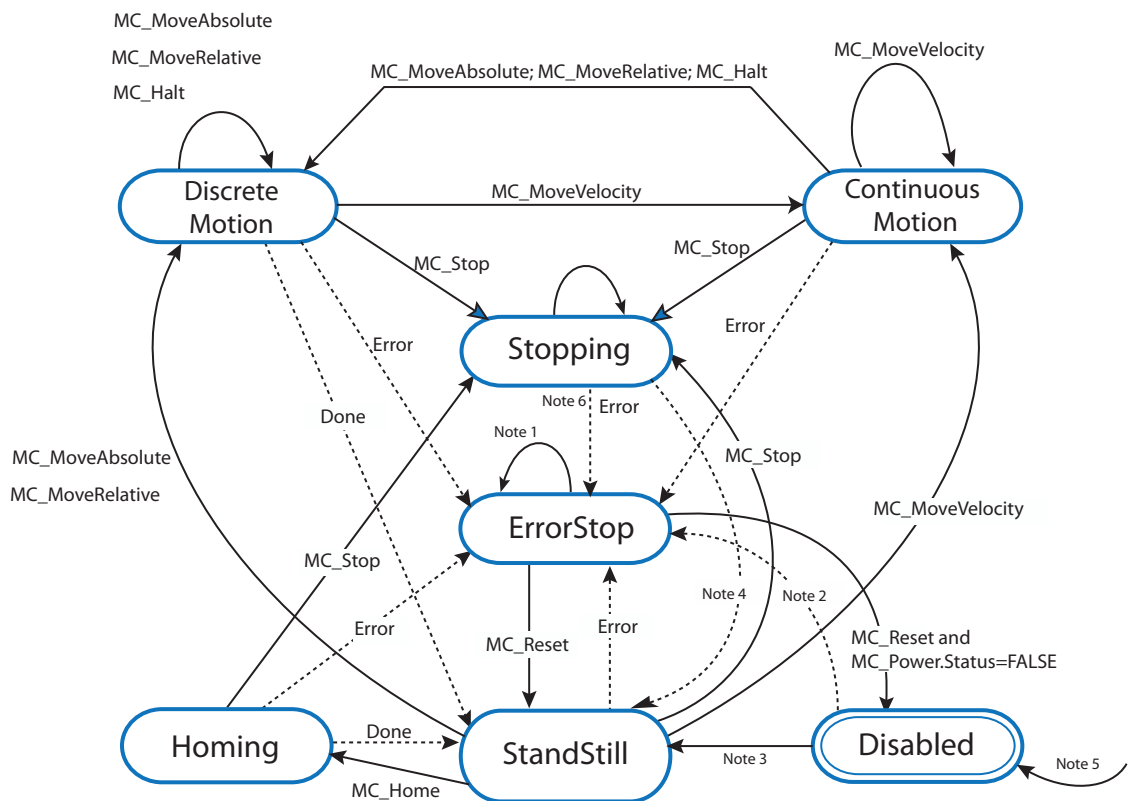 MC_MoveAbsolute
MC_MoveRelative
MC_Halt
MC_MoveAbsolute; MC_MoveRelative; MC_Halt
MC_MoveVelocity
Discrete
Motion
MC_MoveVelocity
Continuous
Motion
MC_Stop
MC_Stop
Error
Stopping
Error
Done
Note 6
Error
Note 1
MC_MoveAbsolute
MC_MoveRelative
MC_Stop
MC_MoveVelocity
ErrorStop
MC_Stop
Note 4
Note 2
Error
MC_Reset
Error
MC_Reset and
MC_Power.Status=FALSE
Homing
Done
StandStill
Note 3
Disabled
Note 5
MC_Home